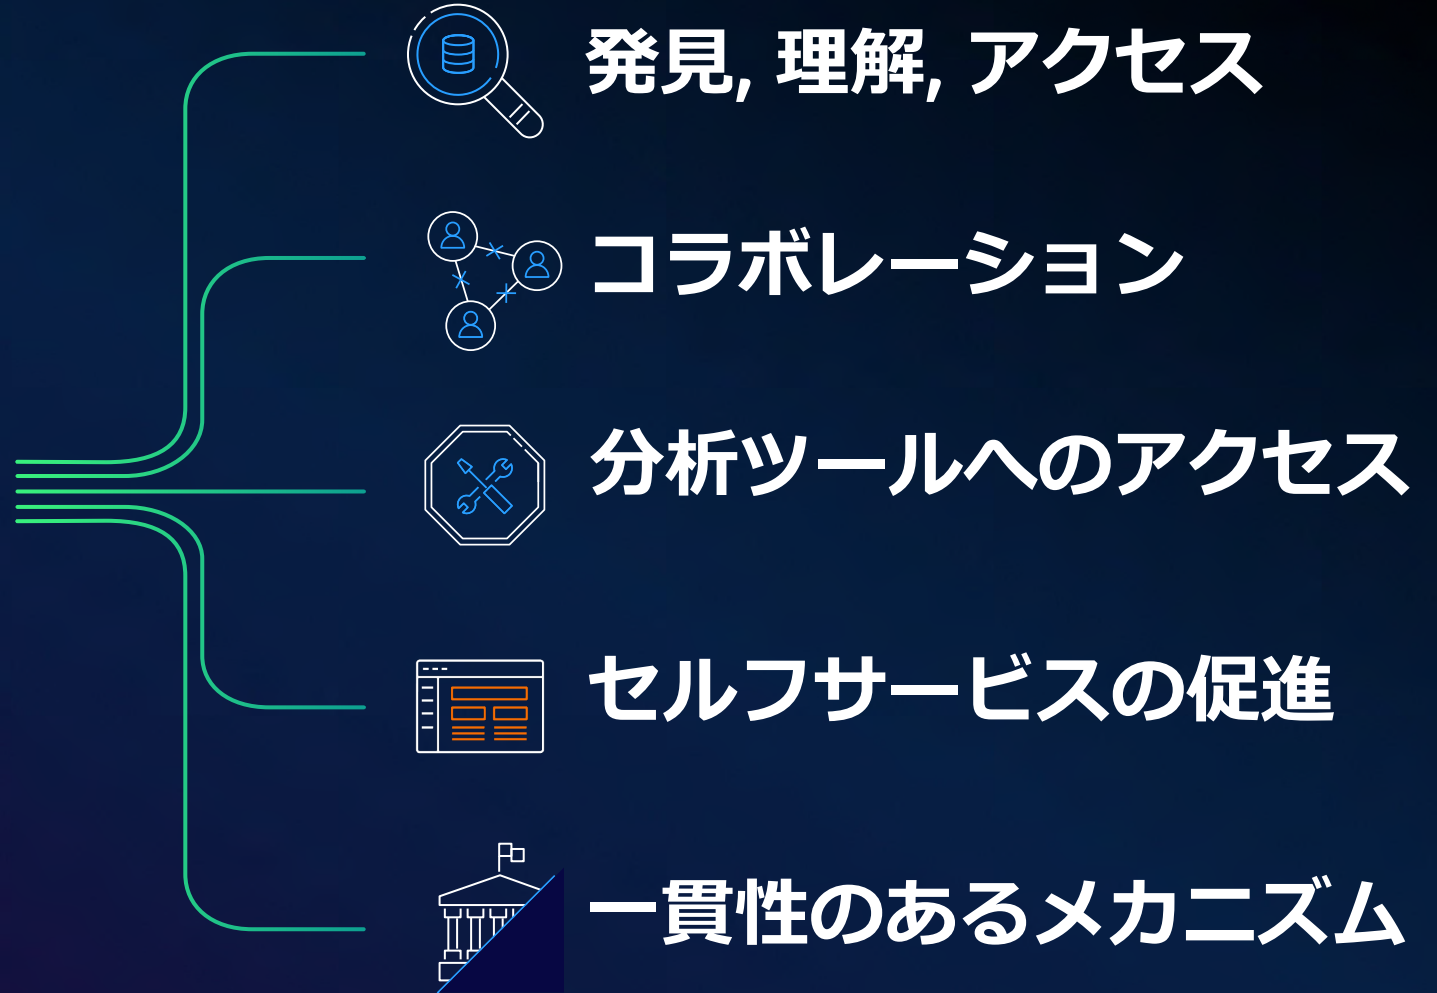 発見, 理解, アクセス
コラボレーション
分析ツールへのアクセス
セルフサービスの促進
一貫性のあるメカニズム